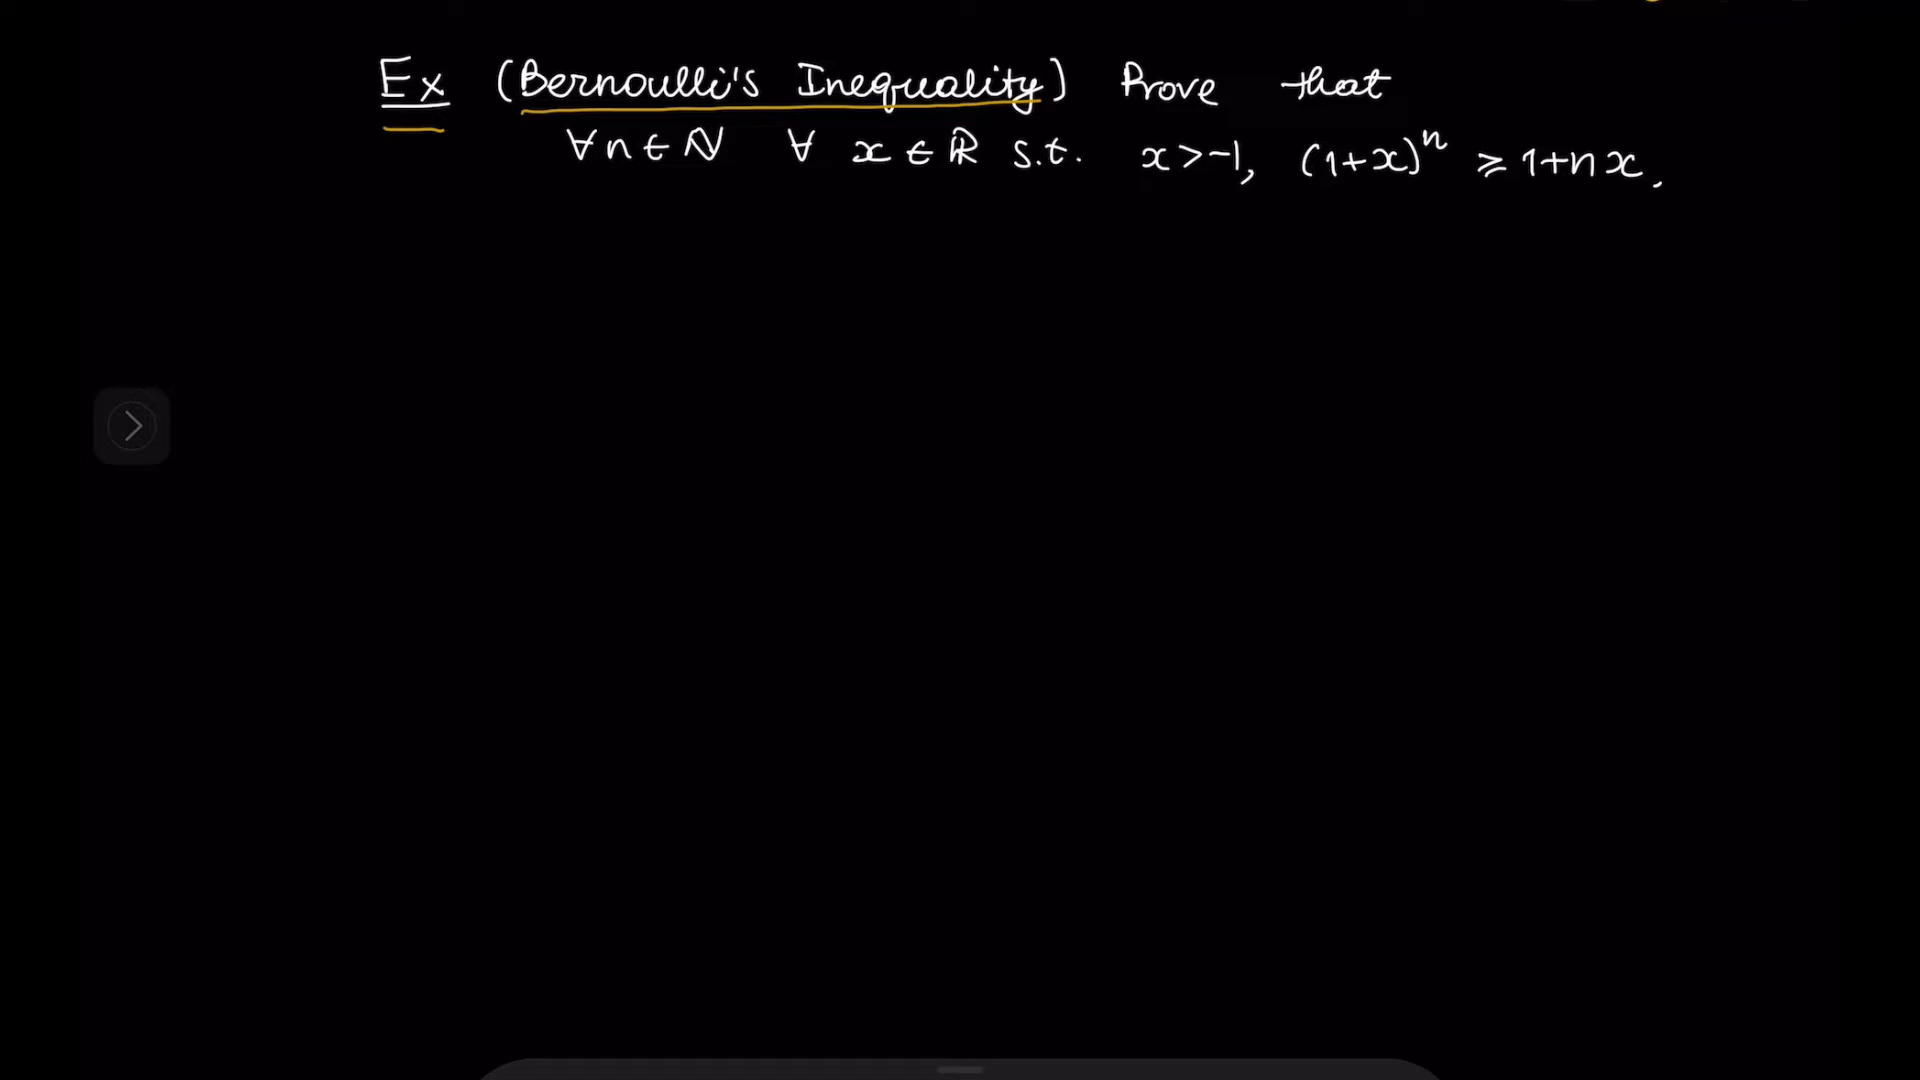 Ex (Bernoulli's Inequality) Prove that
∀n∈ℕ ∀ x∈ℝ s.t. x>-1, (1+x)ⁿ ⩾ 1+nx.